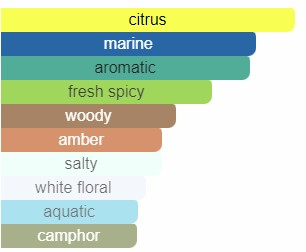 citrus
marine
aromatic
fresh spicy
woody
amber
salty
white floral
aquatic
camphor